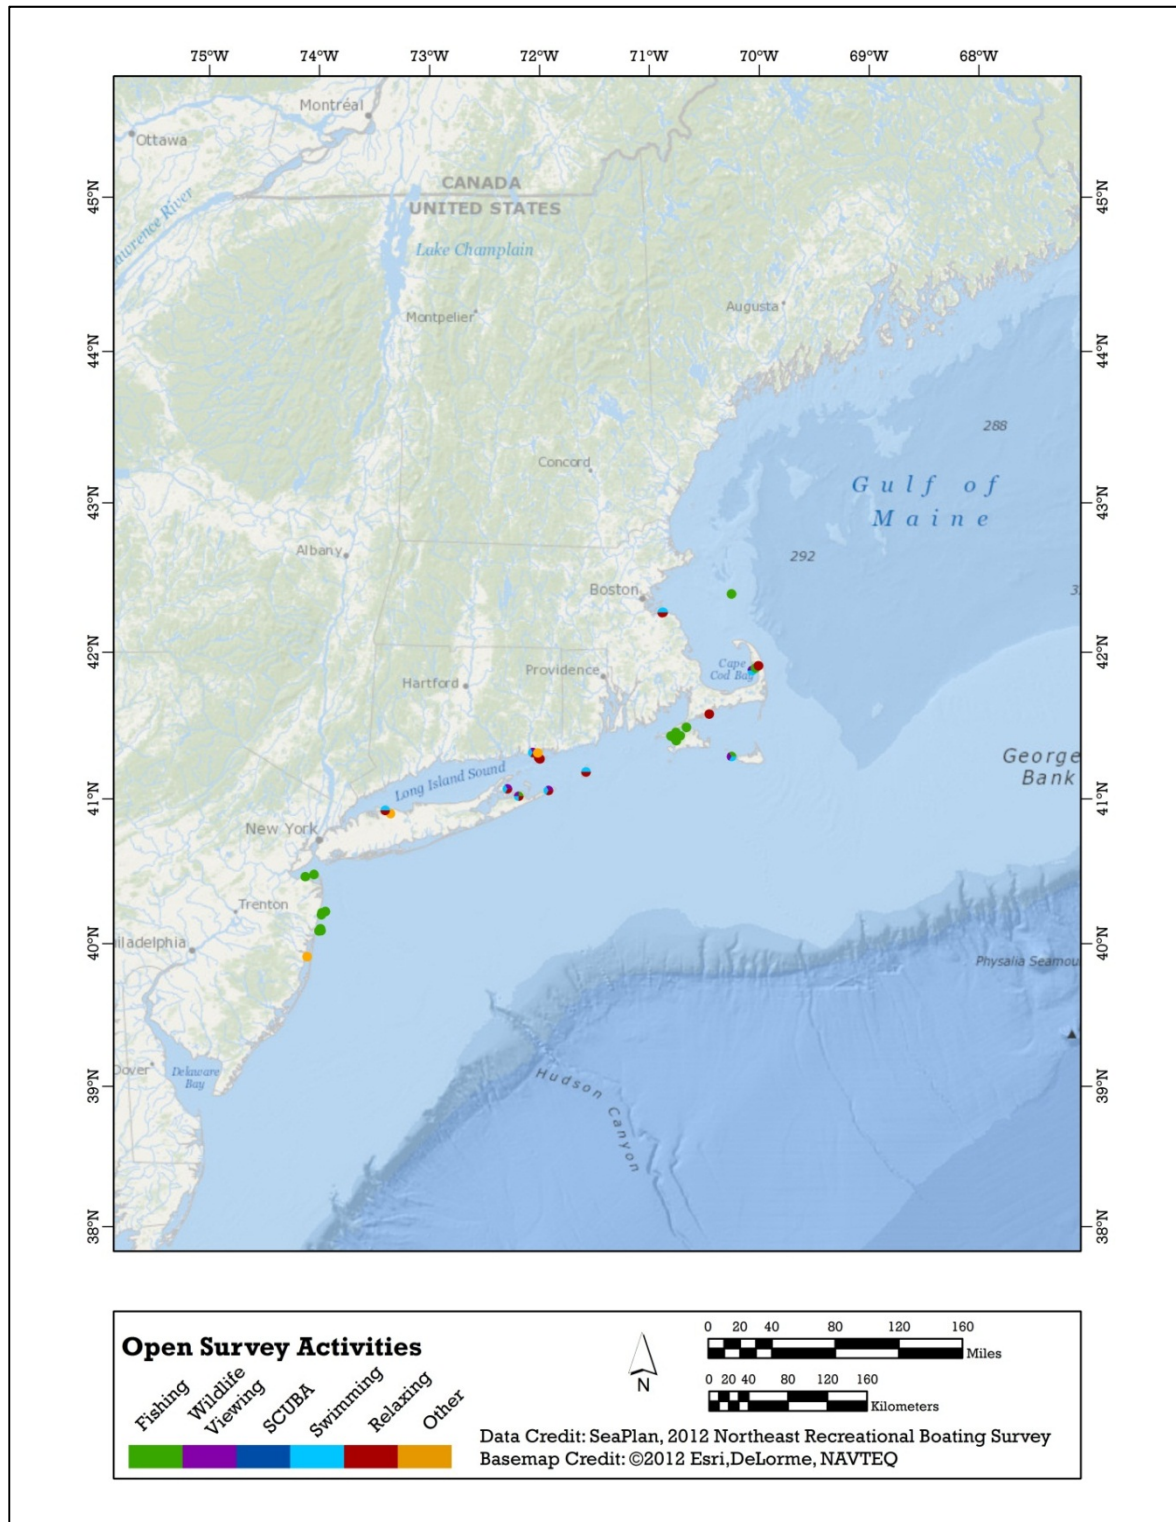 75°W 74°W 73°W 72°W 71°W 70°W 69°W 68°W
Montréal
Ottawa
CANADA
UNITED STATES
45°N 45°N
awrence River
Lake Champlain
Augusta
Montpelier
44°N 44°N
288
Concord
Gulf of
Maine
43°N 43°N
Albany
292
Boston
42°N 42°N
Cape
Cod Bay
Providence
Hartford
George
Bank
Long Island Sound
41°N 41°N
New York
Trenton
iladelphia
40°N 40°N
Physalia Seamou
Dover
Delaware
Bay
39°N 39°N
Hudson Canyon
38°N 38°N
Open Survey Activities
Fishing
Wildlife
Viewing
SCUBA
Swimming
Relaxing
Other
N
0 20 40 80 120 160
Miles
0 20 40 80 120 160
Kilometers
Data Credit: SeaPlan, 2012 Northeast Recreational Boating Survey
Basemap Credit: ©2012 Esri,DeLorme, NAVTEQ